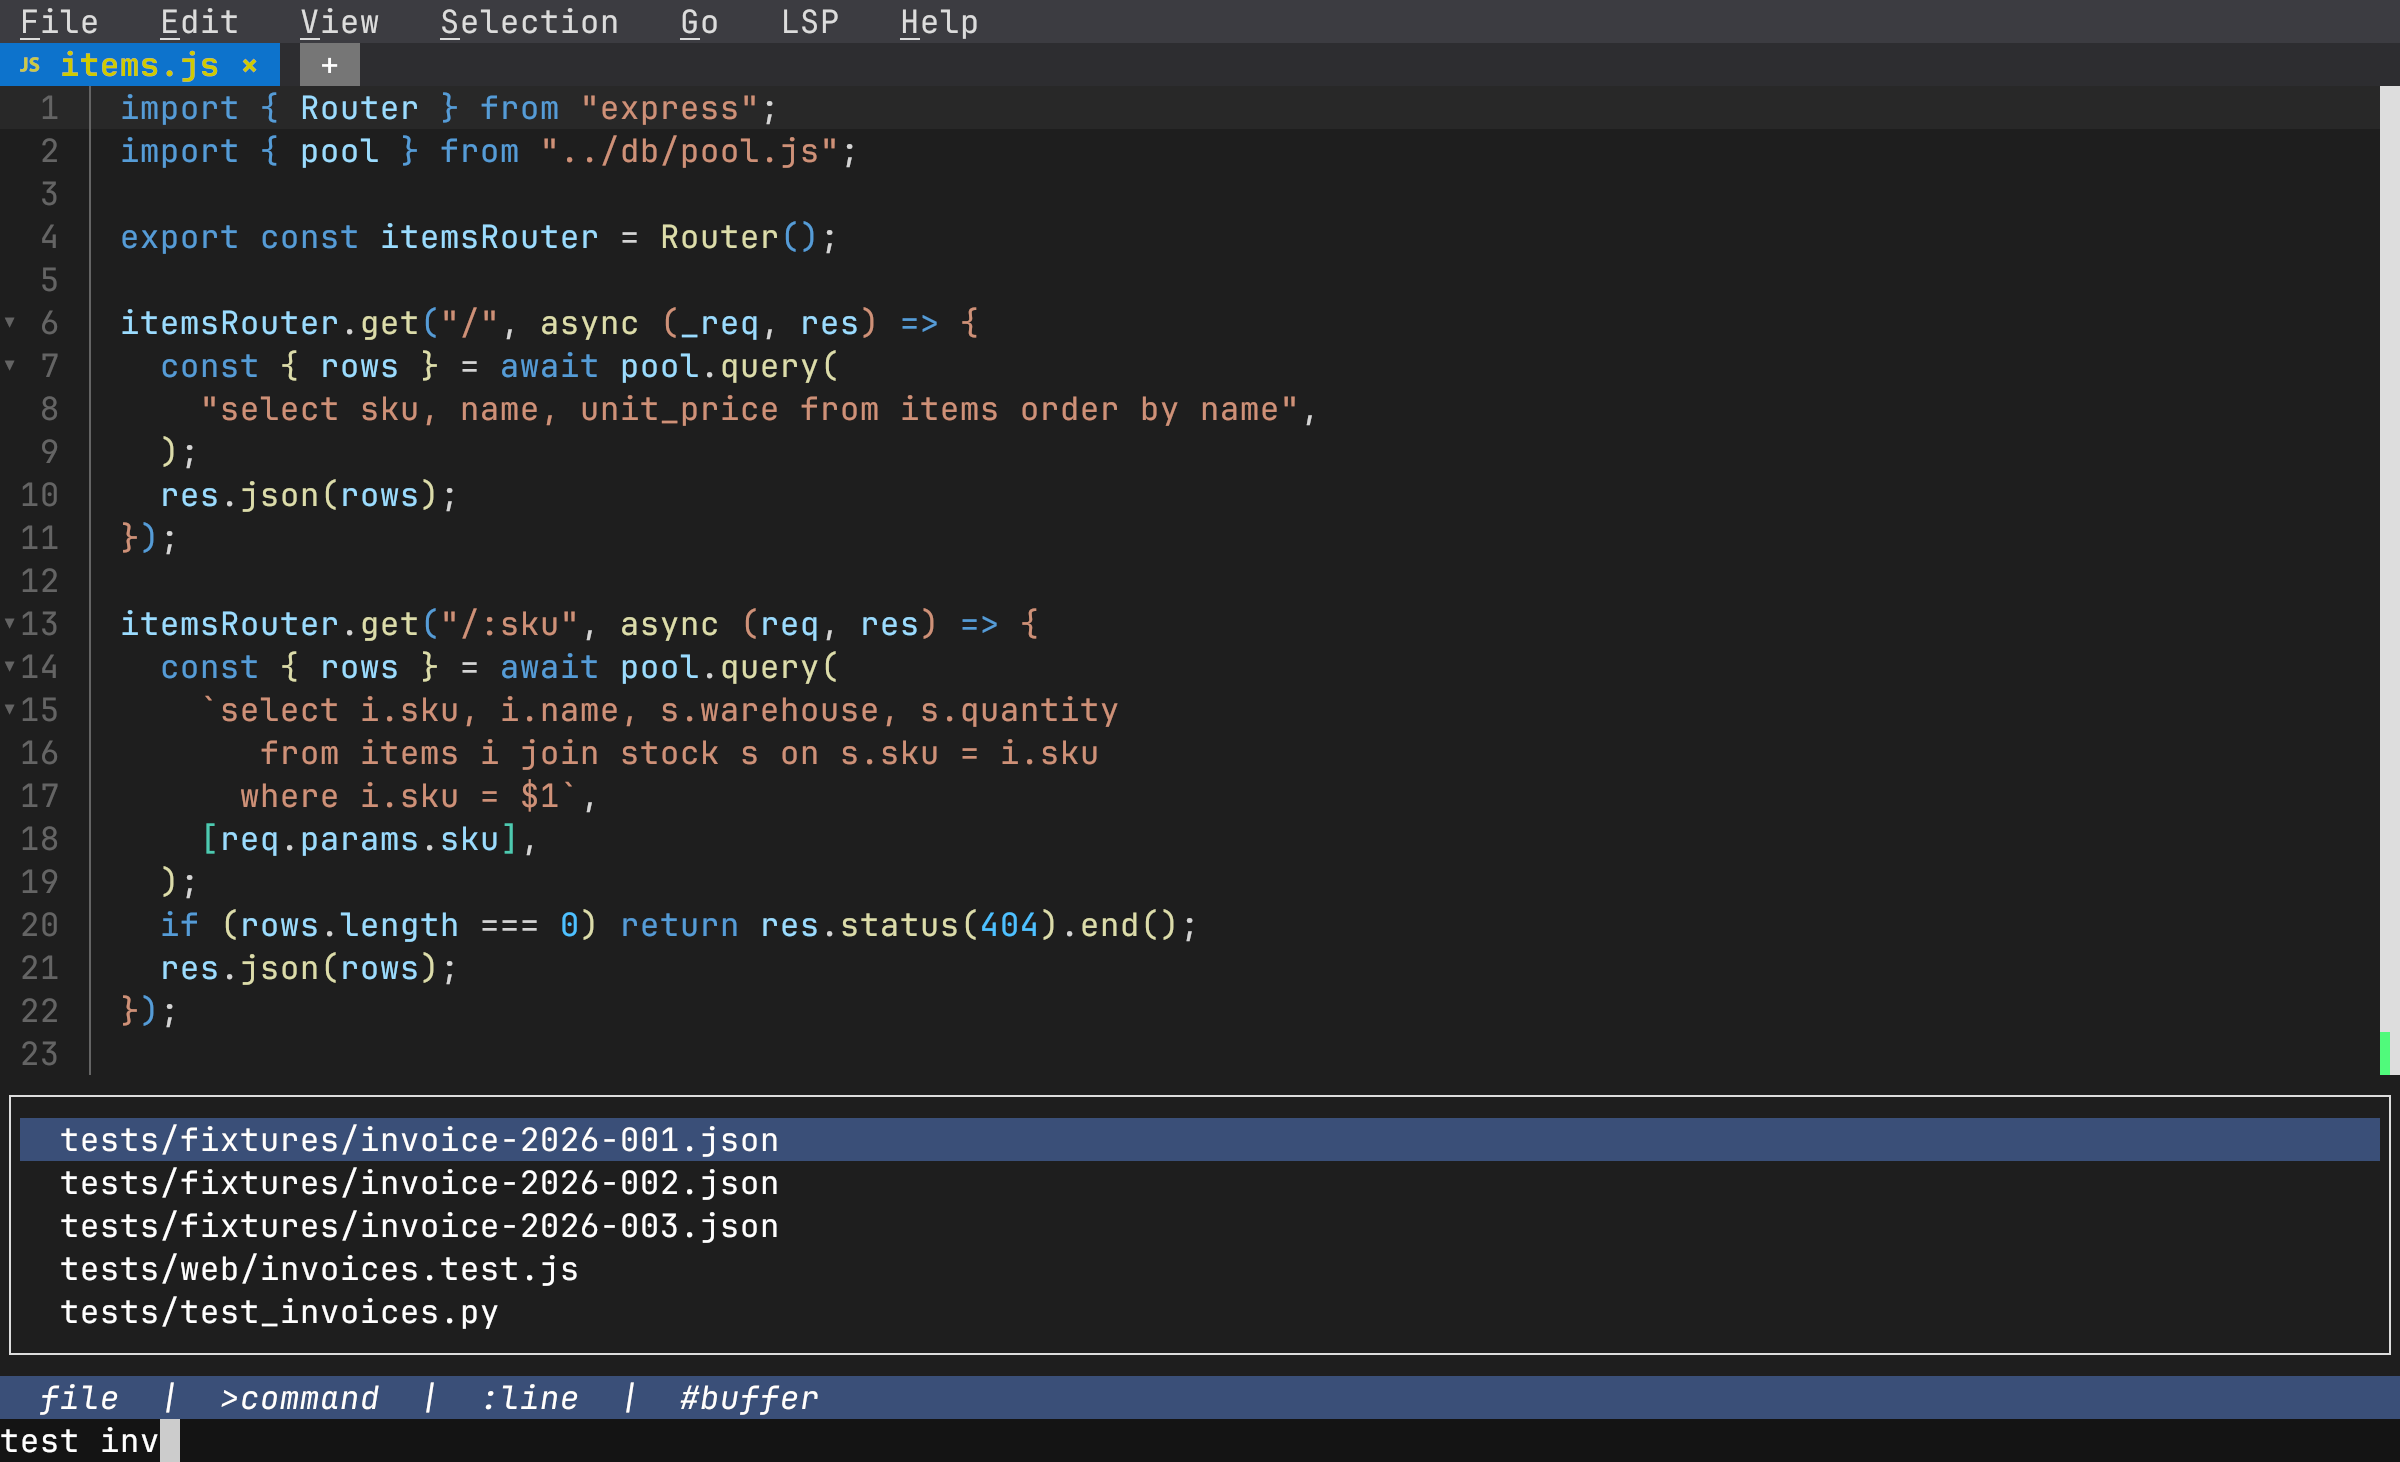 File   Edit   View   Selection   Go   LSP   Help
JS items.js ×   +
▾  1   import { Router } from "express";
 2   import { pool } from "../db/pool.js";
 3
 4   export const itemsRouter = Router();
 5
▾  6   itemsRouter.get("/", async (_req, res) => {
▾  7     const { rows } = await pool.query(
 8       "select sku, name, unit_price from items order by name",
 9     );
10     res.json(rows);
11   });
12
▾ 13   itemsRouter.get("/:sku", async (req, res) => {
▾ 14     const { rows } = await pool.query(
▾ 15       `select i.sku, i.name, s.warehouse, s.quantity
16          from items i join stock s on s.sku = i.sku
17         where i.sku = $1`,
18       [req.params.sku],
19     );
20     if (rows.length === 0) return res.status(404).end();
21     res.json(rows);
22   });
23
tests/fixtures/invoice-2026-001.json
tests/fixtures/invoice-2026-002.json
tests/fixtures/invoice-2026-003.json
tests/web/invoices.test.js
tests/test_invoices.py
file  |  >command  |  :line  |  #buffer
test inv